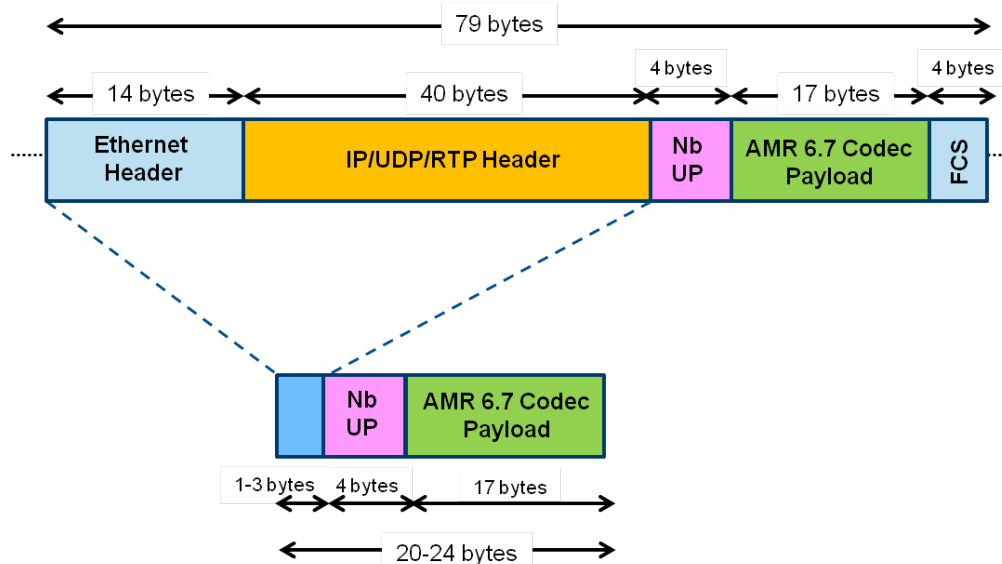 79 bytes
4 bytes
4 bytes
14 bytes
40 bytes
17 bytes
Ethernet
Header
IP/UDP/RTP Header
Nb
UP
AMR 6.7 Codec
Payload
FCS
Nb
UP
AMR 6.7 Codec
Payload
1-3 bytes
4 bytes
17 bytes
20-24 bytes